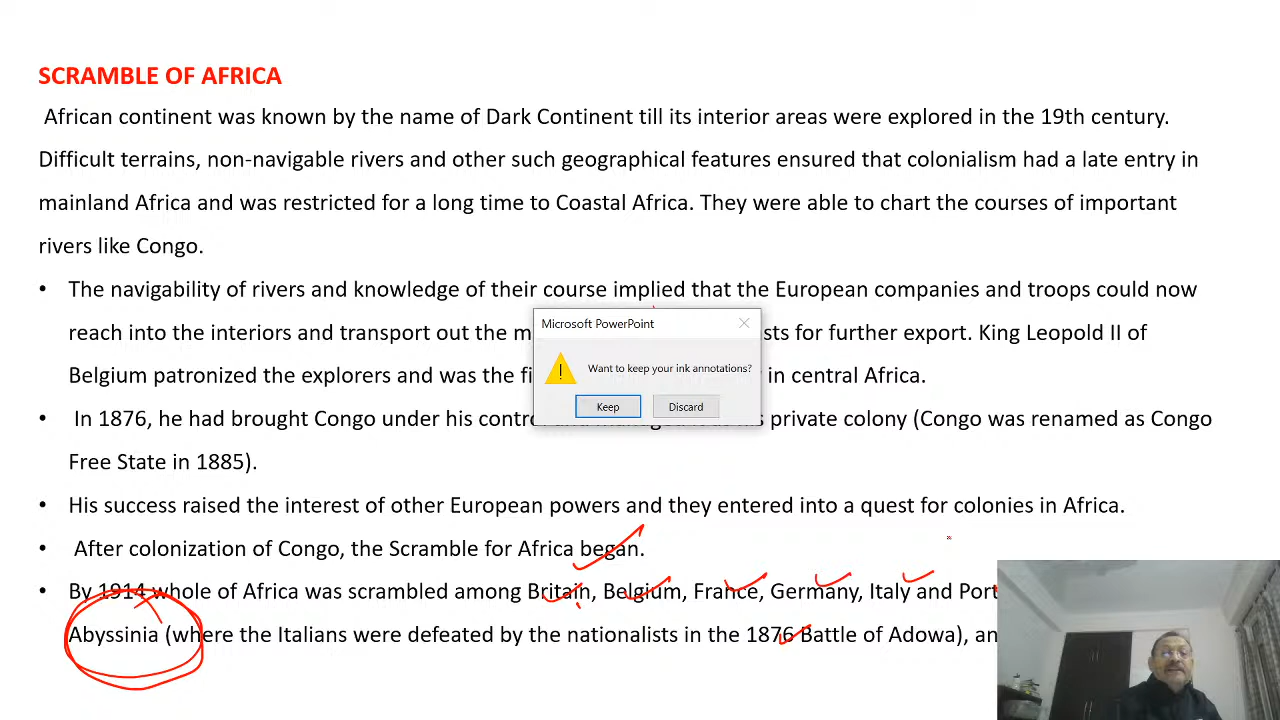 SCRAMBLE OF AFRICA
African continent was known by the name of Dark Continent till its interior areas were explored in the 19th century.
Difficult terrains, non-navigable rivers and other such geographical features ensured that colonialism had a late entry in
mainland Africa and was restricted for a long time to Coastal Africa. They were able to chart the courses of important
rivers like Congo.
• The navigability of rivers and knowledge of their course implied that the European companies and troops could now
reach into the interiors and transport out the sts for further export. King Leopold II of
Belgium patronized the explorers and was the in central Africa.
• In 1876, he had brought Congo under his private colony (Congo was renamed as Congo
Free State in 1885).
• His success raised the interest of other European powers and they entered into a quest for colonies in Africa.
• After colonization of Congo, the Scramble for Africa began.
• By 1914 whole of Africa was scrambled among Britain, Belgium, France, Germany, Italy and Port
Abyssinia (where the Italians were defeated by the nationalists in the 1876 Battle of Adowa), an
Microsoft PowerPoint
Want to keep your ink annotations?
Keep Discard